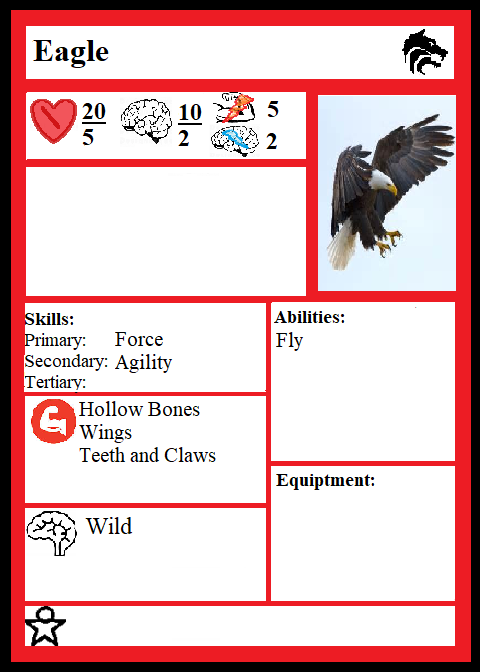 Eagle
20 10 5
5 2 2
Skills:
Primary: Force
Secondary: Agility
Tertiary:
Abilities:
Fly
Hollow Bones
Wings
Teeth and Claws
Equiptment:
Wild